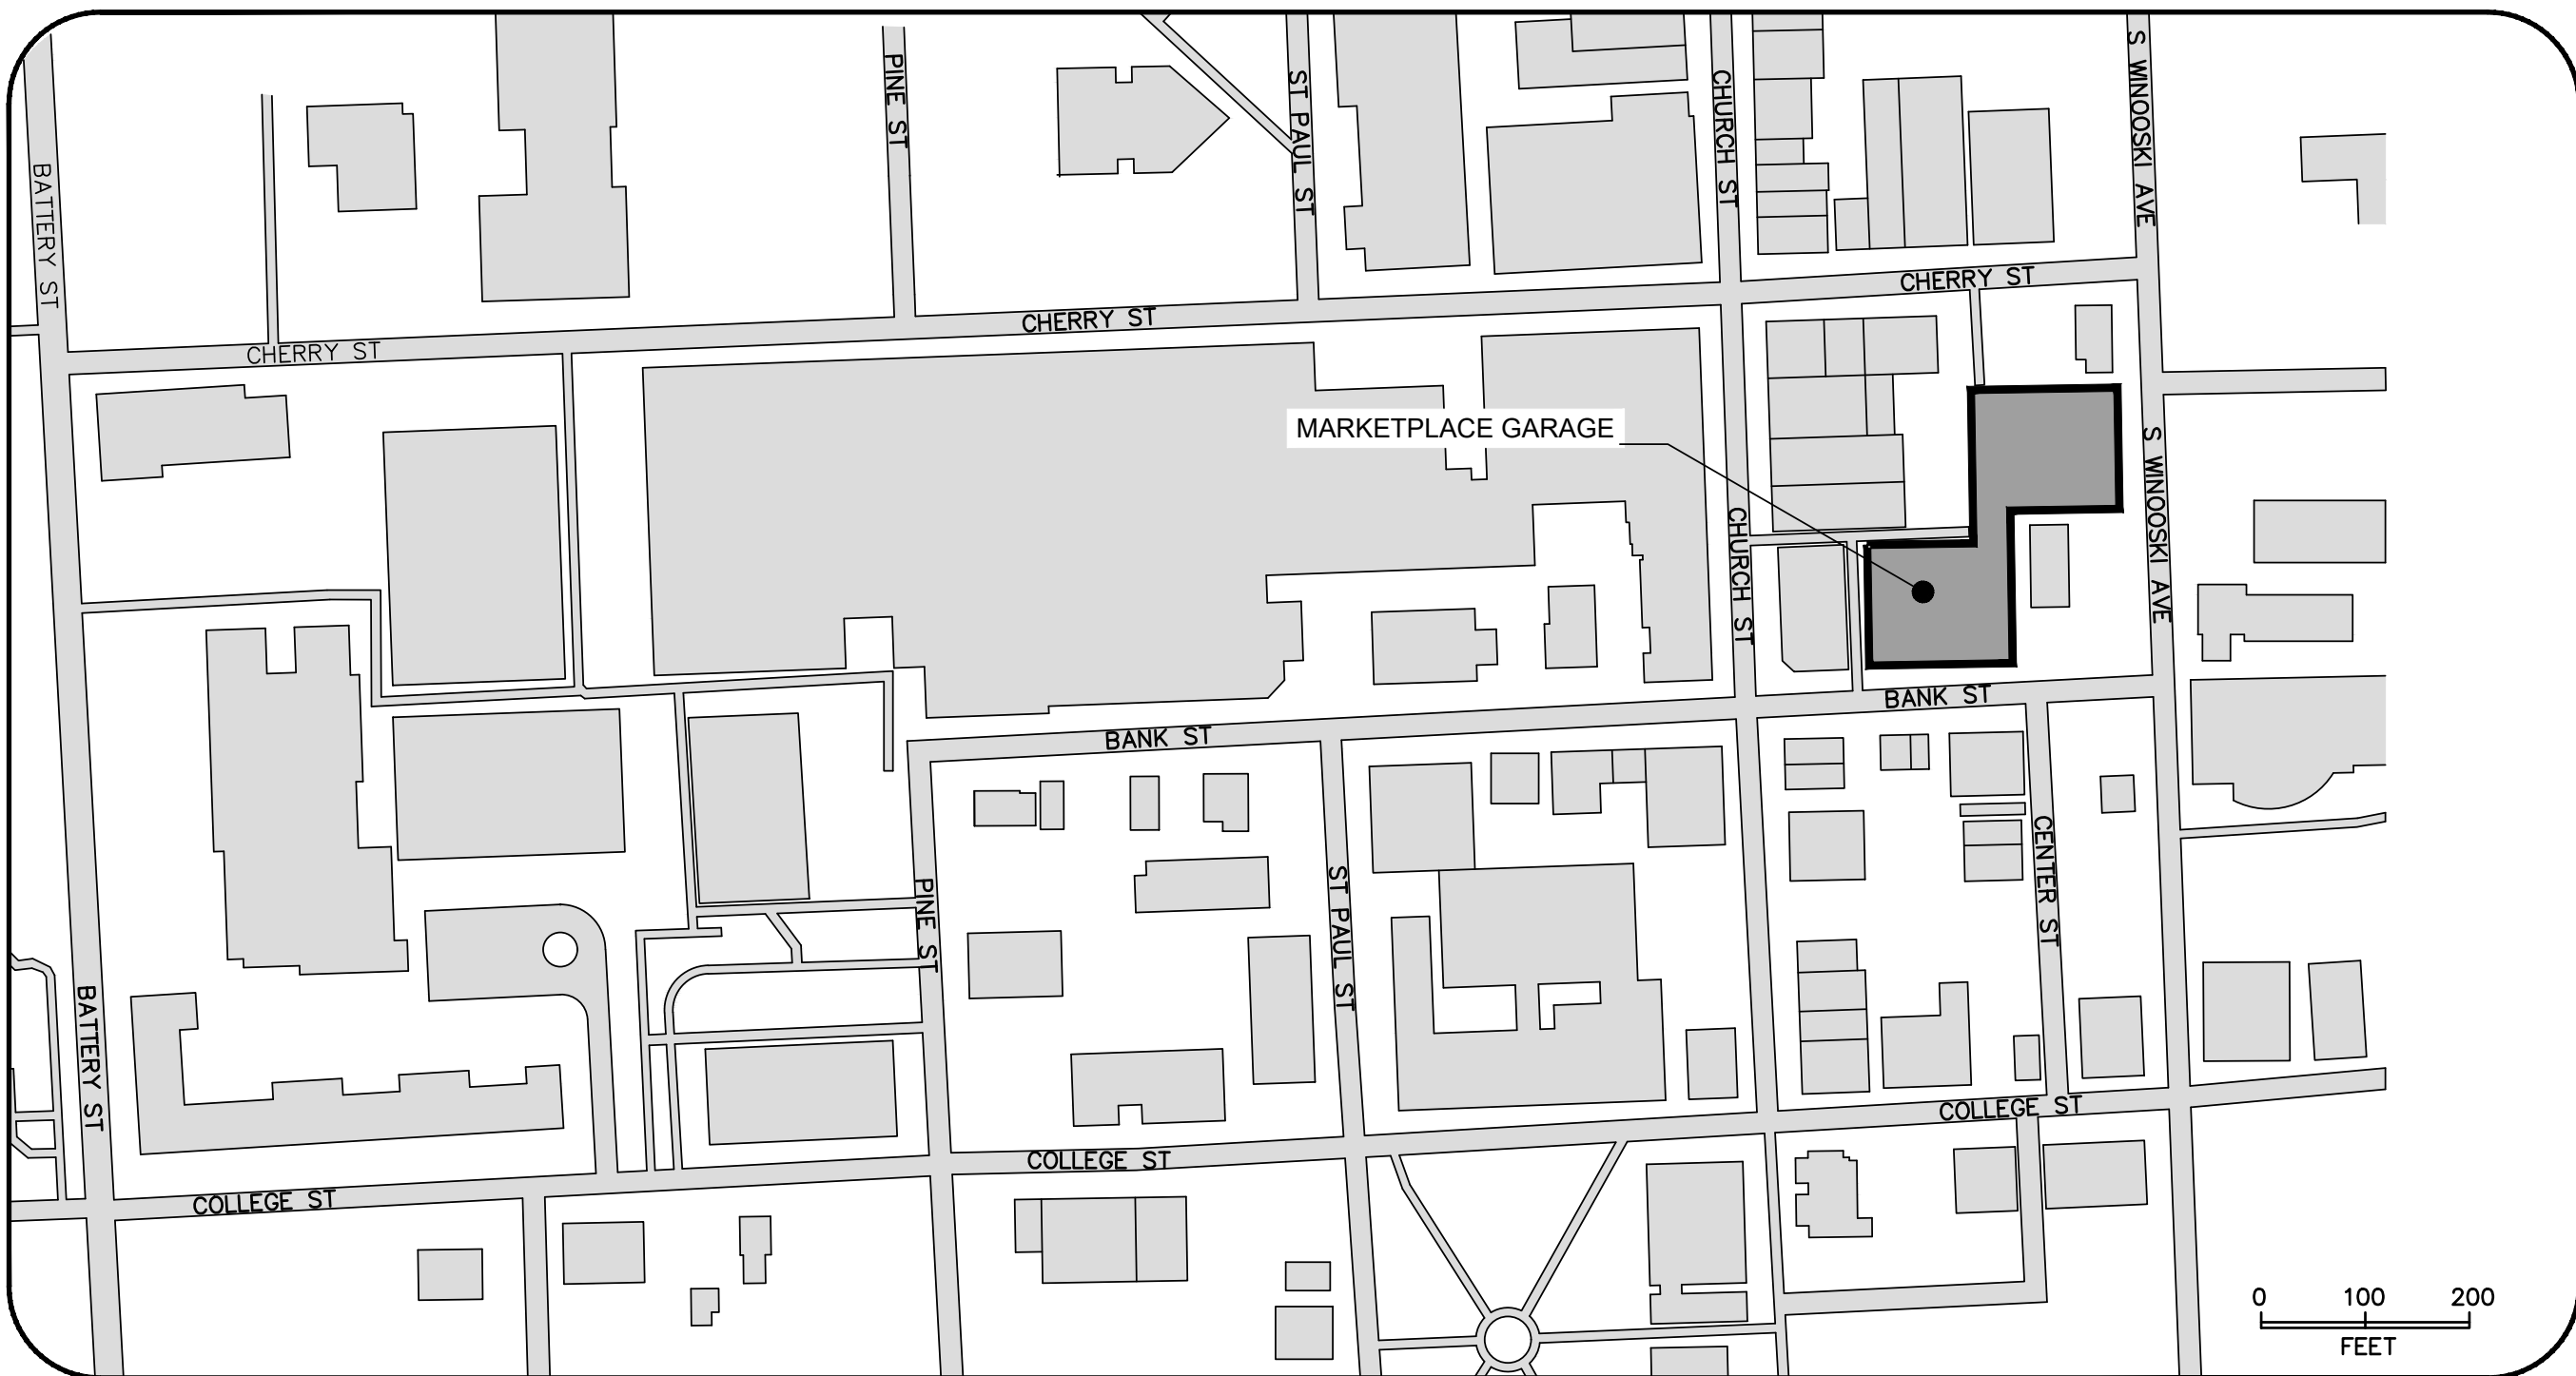 BATTERY ST
PINE ST
ST PAUL ST
CHURCH ST
S WINOOSKI AVE
CHERRY ST
CHERRY ST
CHERRY ST
MARKETPLACE GARAGE
CHURCH ST
S WINOOSKI AVE
BANK ST
BANK ST
PINE ST
ST PAUL ST
CENTER ST
BATTERY ST
COLLEGE ST
COLLEGE ST
COLLEGE ST
0 100 200
FEET